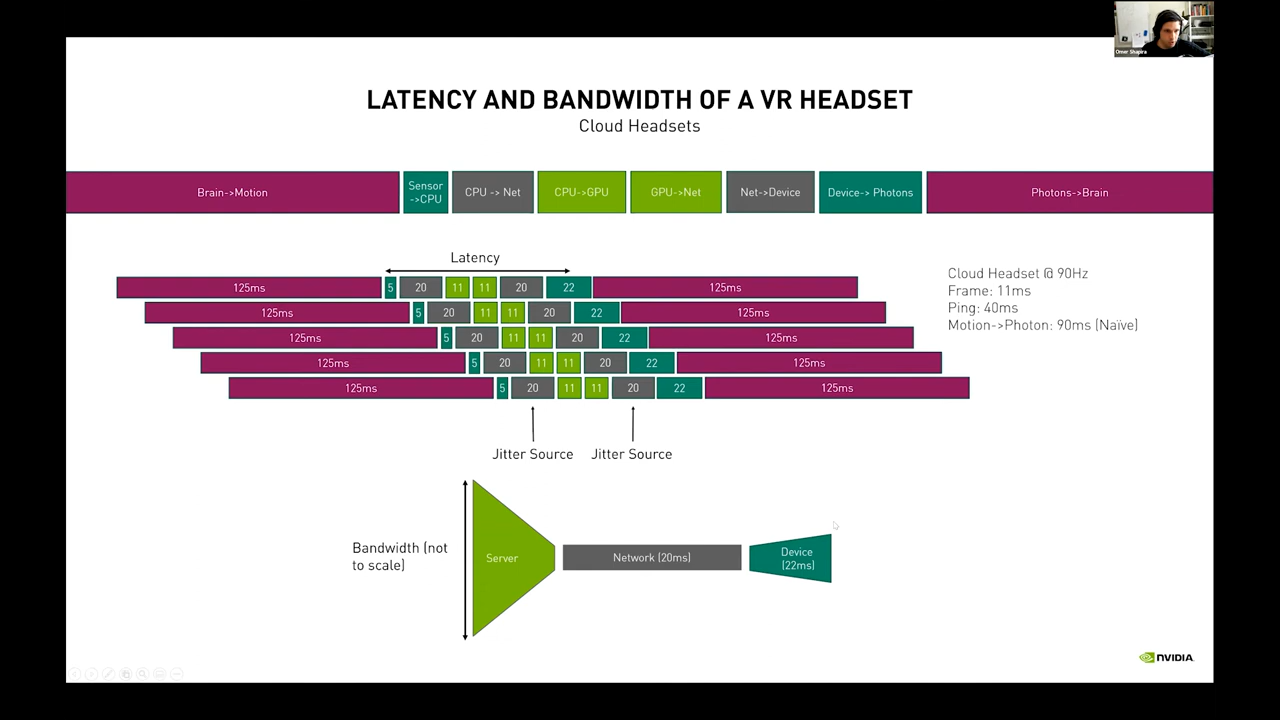 Omer Shapira
LATENCY AND BANDWIDTH OF A VR HEADSET
Cloud Headsets
Brain->Motion
Sensor
->CPU
CPU -> Net
CPU->GPU
GPU->Net
Net->Device
Device-> Photons
Photons->Brain
Latency
125ms 5 20 11 11 20 22 125ms
125ms 5 20 11 11 20 22 125ms
125ms 5 20 11 11 20 22 125ms
125ms 5 20 11 11 20 22 125ms
125ms 5 20 11 11 20 22 125ms
Cloud Headset @ 90Hz
Frame: 11ms
Ping: 40ms
Motion->Photon: 90ms (Naïve)
Jitter Source
Jitter Source
Bandwidth (not
to scale)
Server
Network (20ms)
Device
(22ms)
NVIDIA